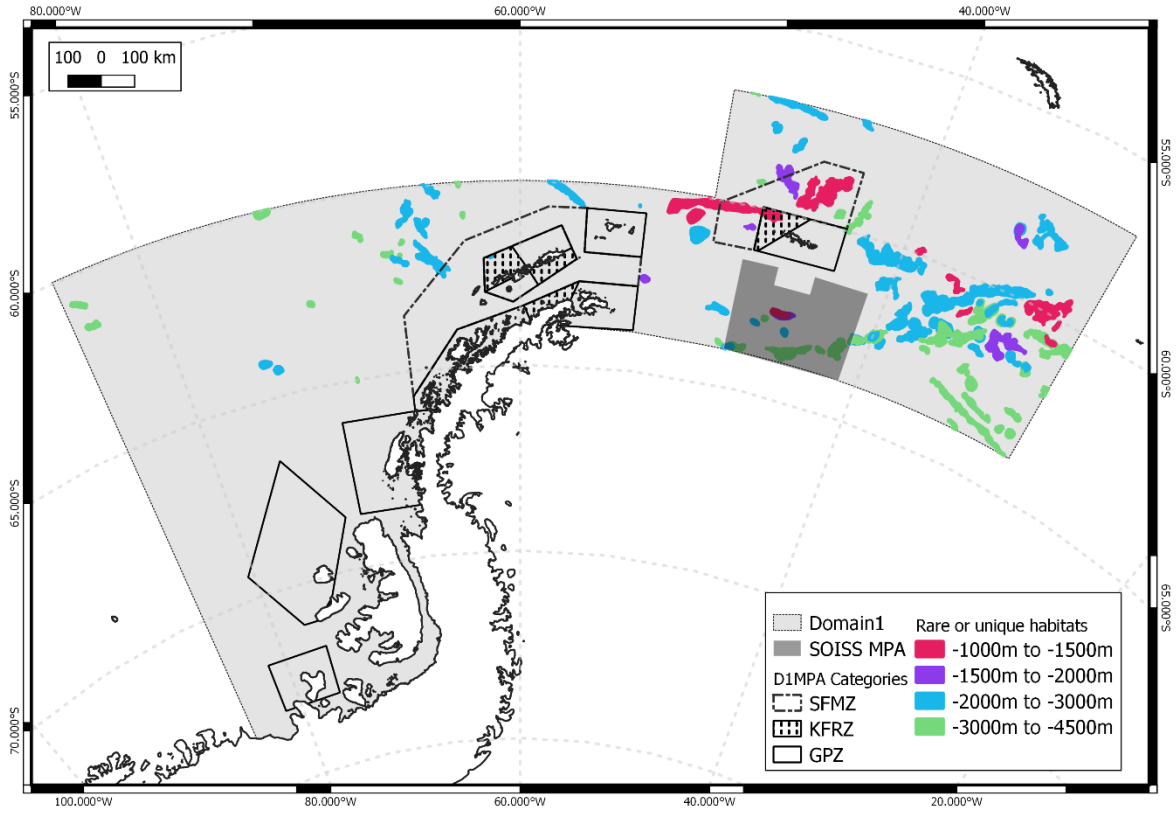 80.000°W
60.000°W
40.000°W
100 0 100 km
55.000°S
60.000°S
65.000°S
70.000°S
55.000°S
60.000°S
65.000°S
Domain1
SOISS MPA
D1MPA Categories
SFMZ
KFRZ
GPZ
Rare or unique habitats
-1000m to -1500m
-1500m to -2000m
-2000m to -3000m
-3000m to -4500m
100.000°W
80.000°W
60.000°W
40.000°W
20.000°W